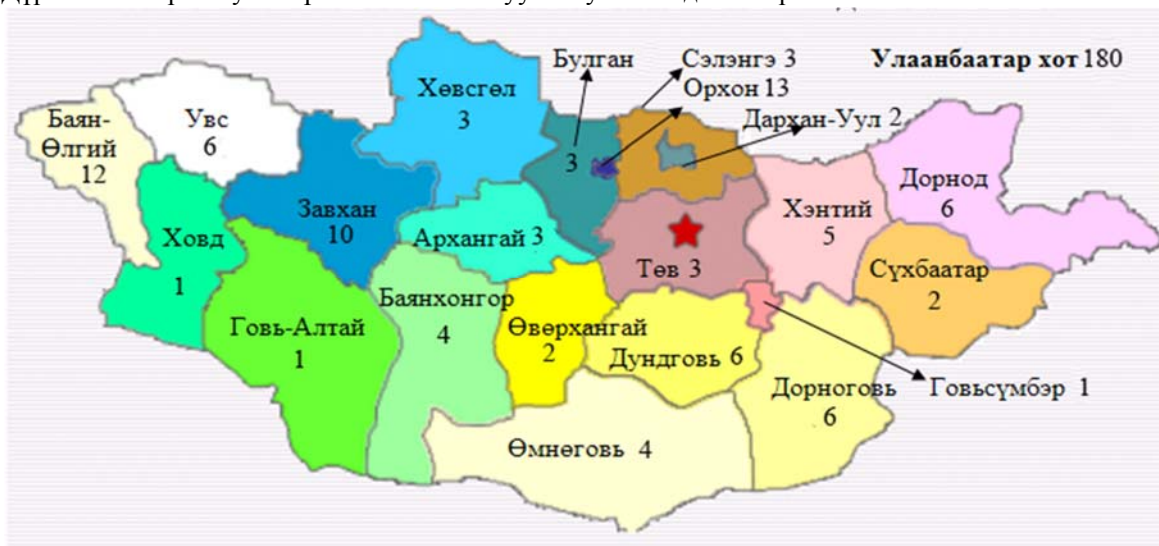 Булган
Сэлэнгэ 3
Улаанбаатар хот 180
Орхон 13
Хөвсгөл
3
Дархан-Уул 2
Баян-
Өлгий
12
Увс
6
3
Дорнод
6
Завхан
10
Хэнтий
5
Ховд
1
Архангай 3
Төв 3
Сүхбаатар
2
Баянхонгор
4
Говь-Алтай
1
Өвөрхангай
2
Дундговь 6
Дорноговь
6
Говьсүмбэр 1
Өмнөговь 4